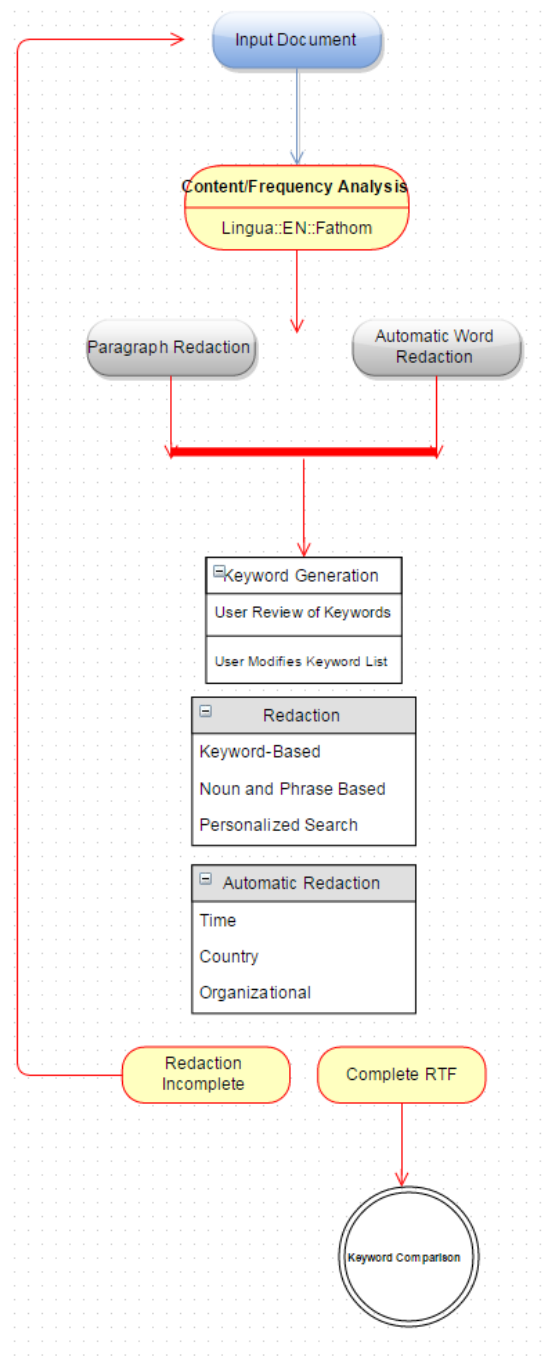 Input Document
Content/Frequency Analysis
Lingua::EN::Fathom
Paragraph Redaction
Automatic Word
Redaction
Keyword Generation
User Review of Keywords
User Modifies Keyword List
Redaction
Keyword-Based
Noun and Phrase Based
Personalized Search
Automatic Redaction
Time
Country
Organizational
Redaction
Incomplete
Complete RTF
Keyword Comparison